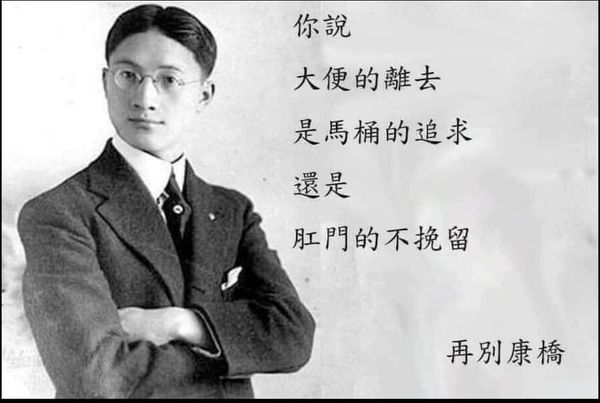 你說
大便的離去
是馬桶的追求
還是
肛門的不挽留
再別康橋